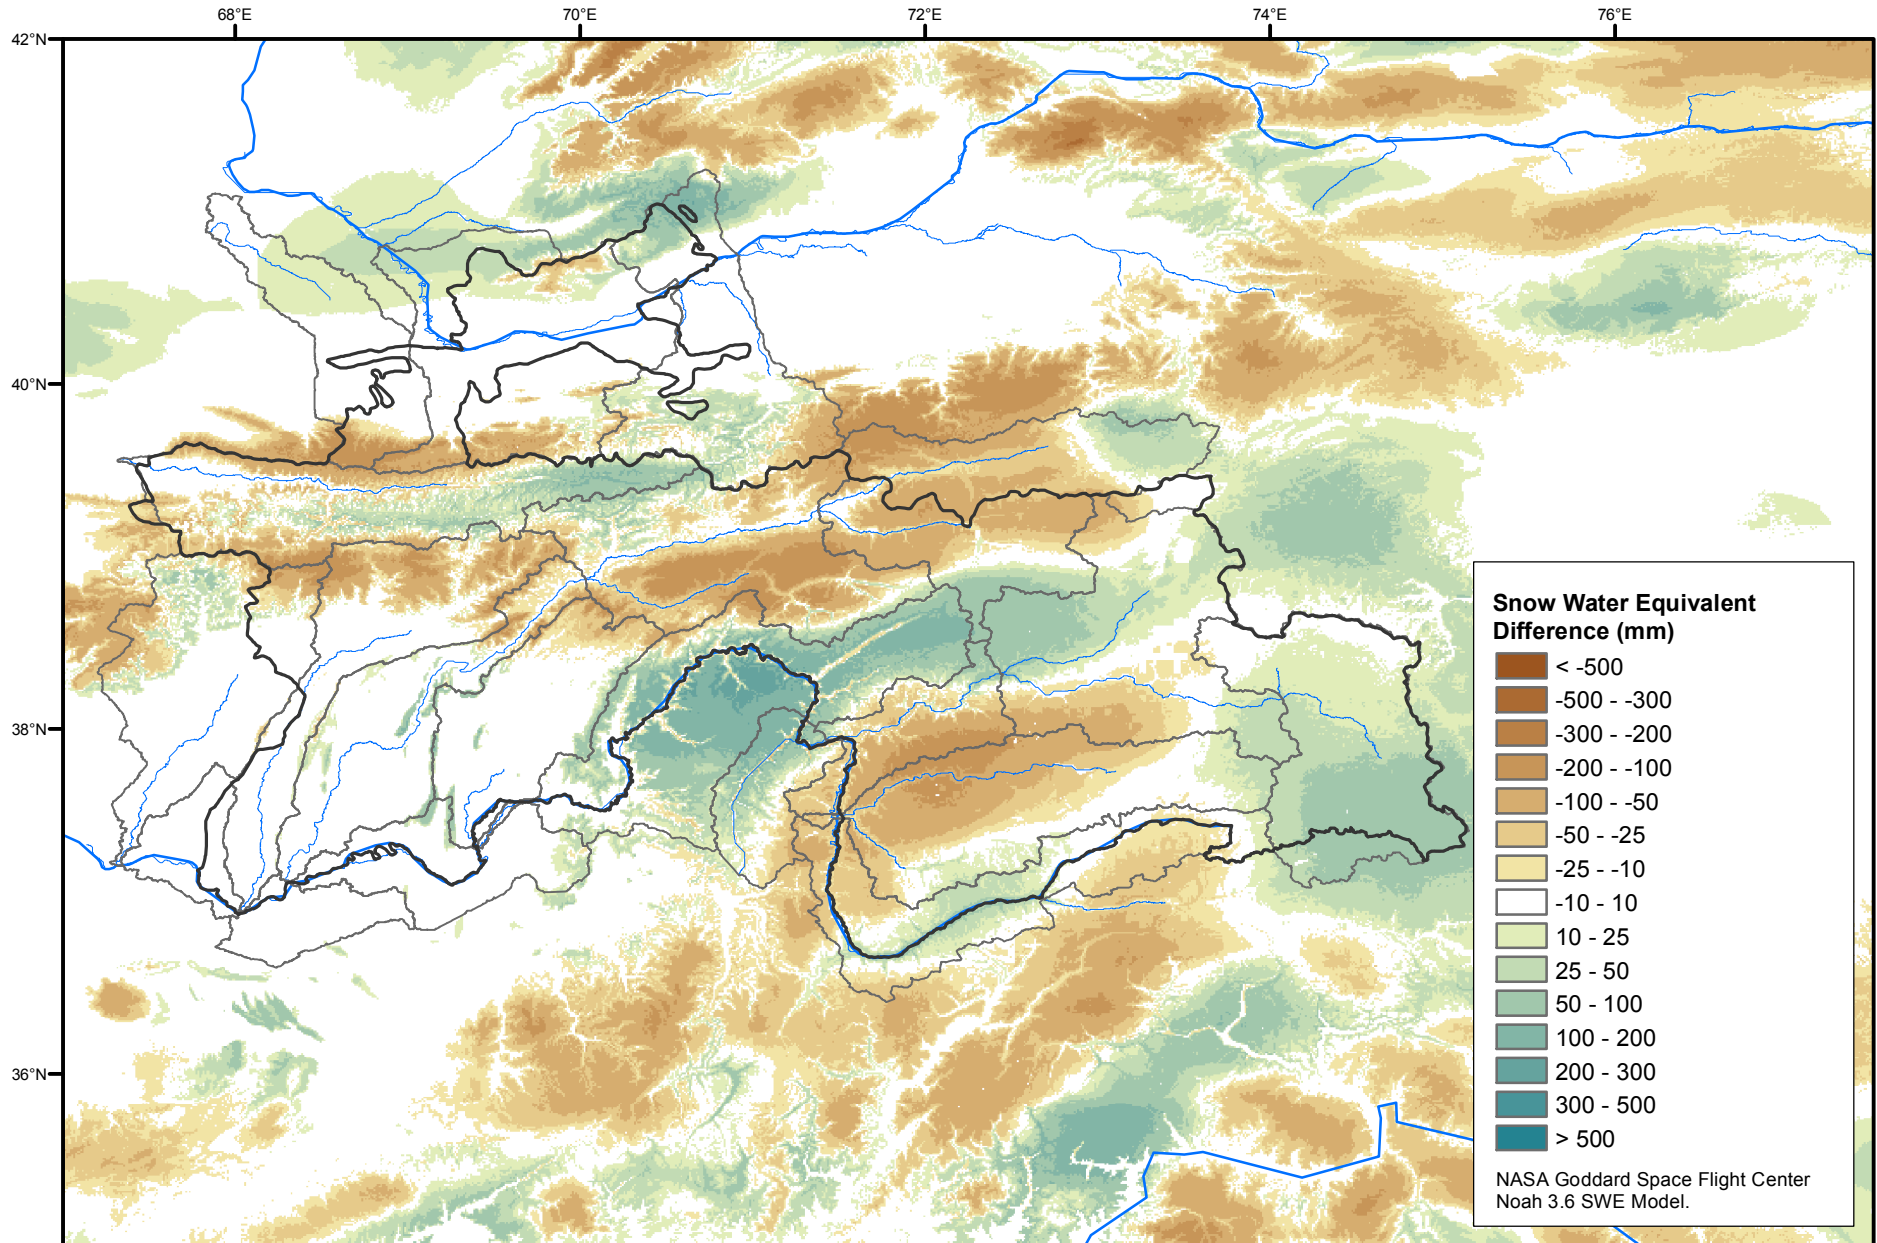 68°E 70°E 72°E 74°E 76°E
42°N
40°N
38°N
36°N
Snow Water Equivalent
Difference (mm)
< -500
-500 - -300
-300 - -200
-200 - -100
-100 - -50
-50 - -25
-25 - -10
-10 - 10
10 - 25
25 - 50
50 - 100
100 - 200
200 - 300
300 - 500
> 500
NASA Goddard Space Flight Center
Noah 3.6 SWE Model.